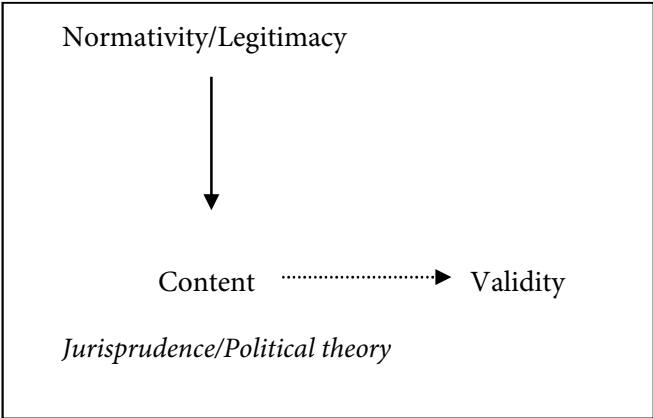 Normativity/Legitimacy
Content Validity
Jurisprudence/Political theory